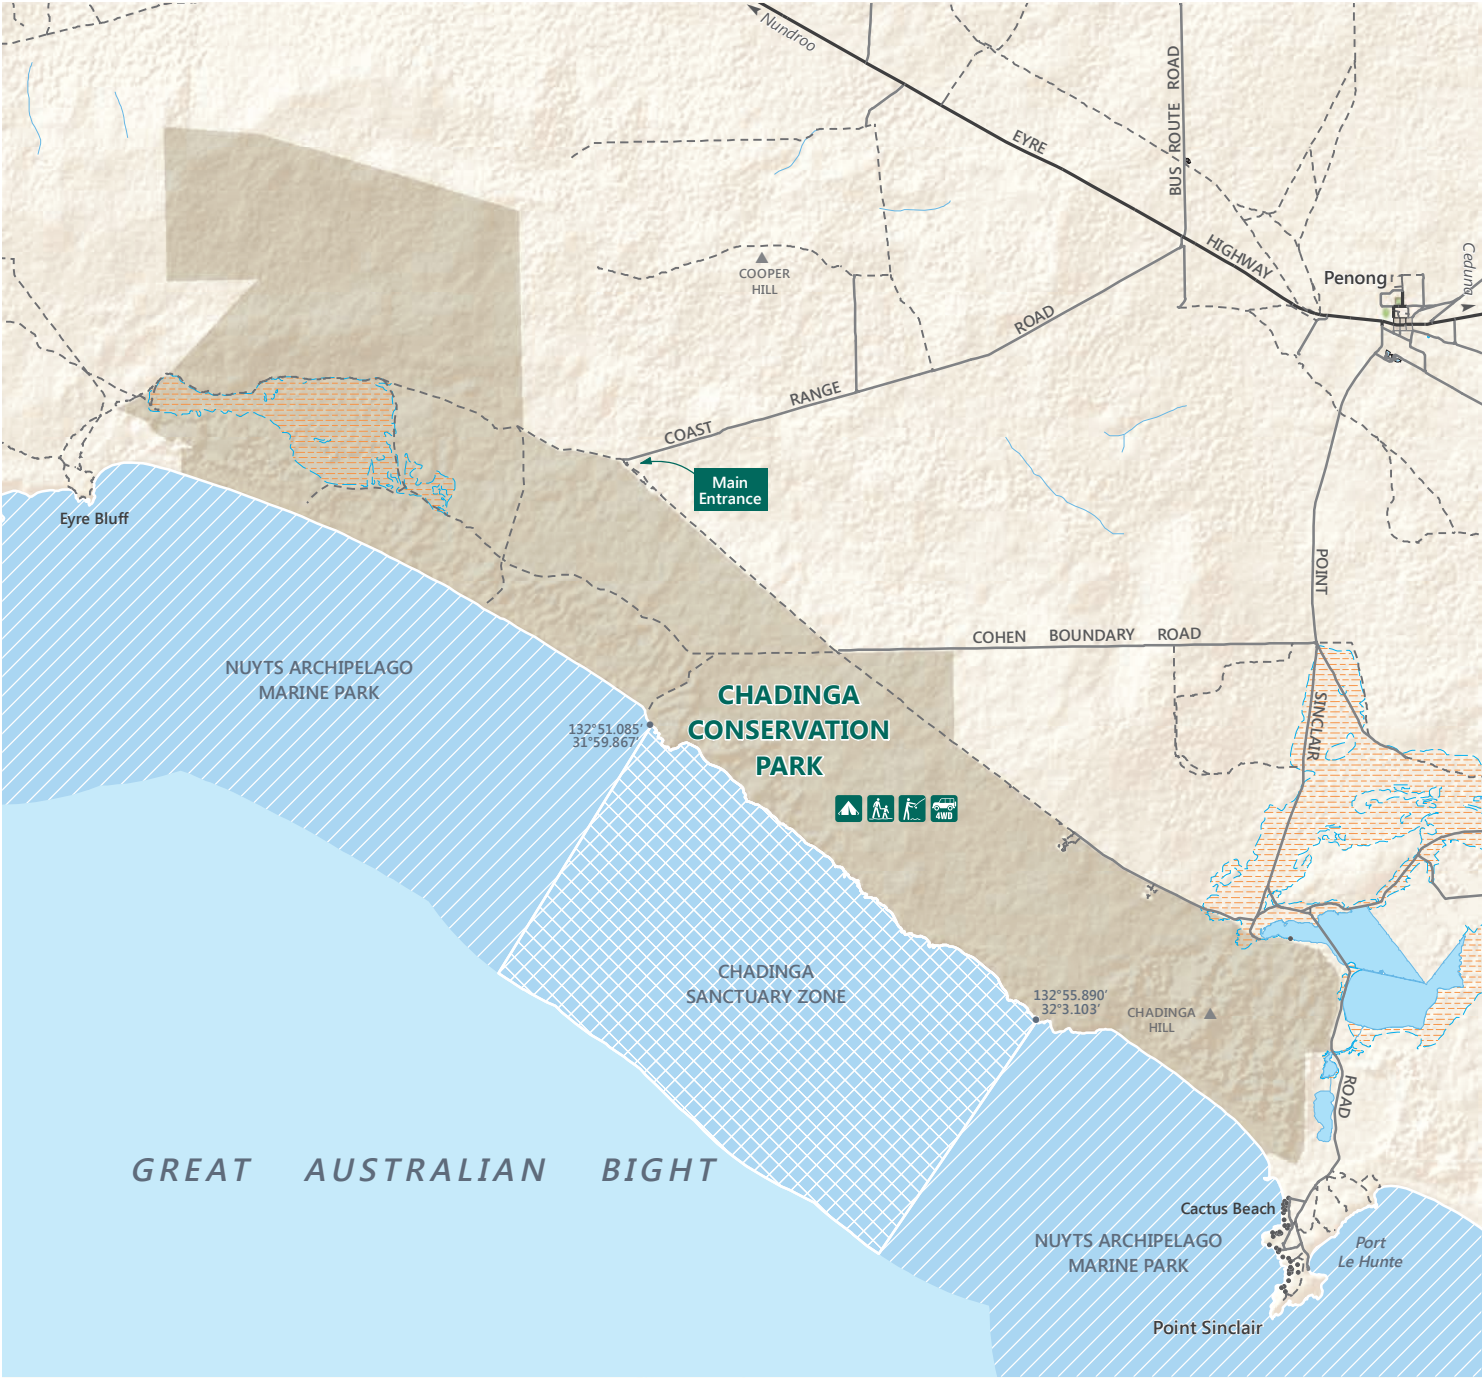 Nundroo
BUS ROUTE ROAD
EYRE
HIGHWAY
Ceduna
COOPER
HILL
Penong
ROAD
RANGE
COAST
Main
Entrance
Eyre Bluff
POINT
COHEN BOUNDARY ROAD
NUYTS ARCHIPELAGO
MARINE PARK
CHADINGA
CONSERVATION
PARK
SINCLAIR
132°51.085′
31°59.867′
4WD
CHADINGA
SANCTUARY ZONE
132°55.890′
32°3.103′
CHADINGA
HILL
ROAD
GREAT AUSTRALIAN BIGHT
Cactus Beach
NUYTS ARCHIPELAGO
MARINE PARK
Port
Le Hunte
Point Sinclair